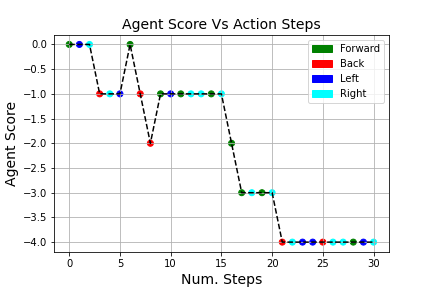 Agent Score Vs Action Steps
0.0
−0.5
−1.0
−1.5
−2.0
−2.5
−3.0
−3.5
−4.0
Agent Score
Forward
Back
Left
Right
0 5 10 15 20 25 30
Num. Steps